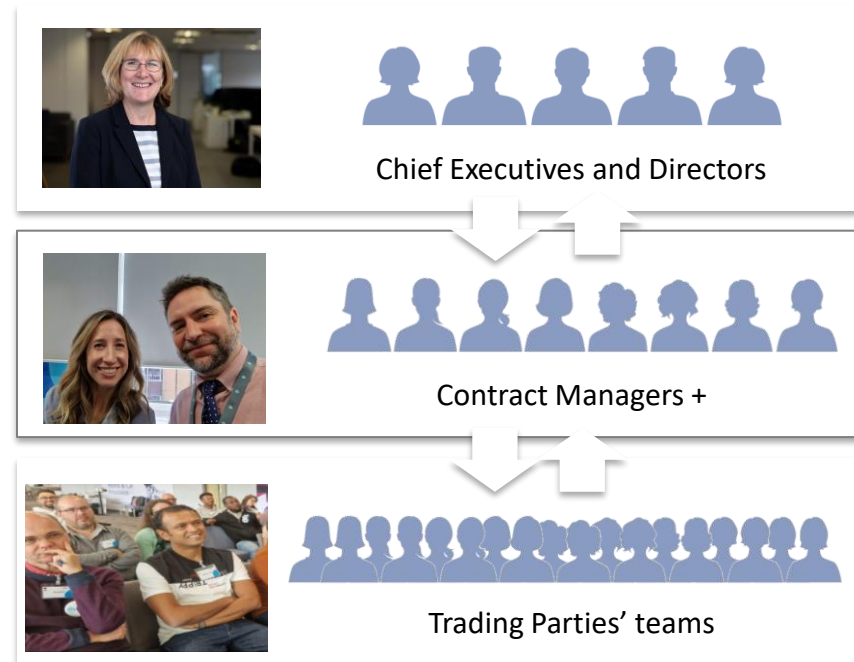 Chief Executives and Directors
Contract Managers +
Trading Parties’ teams